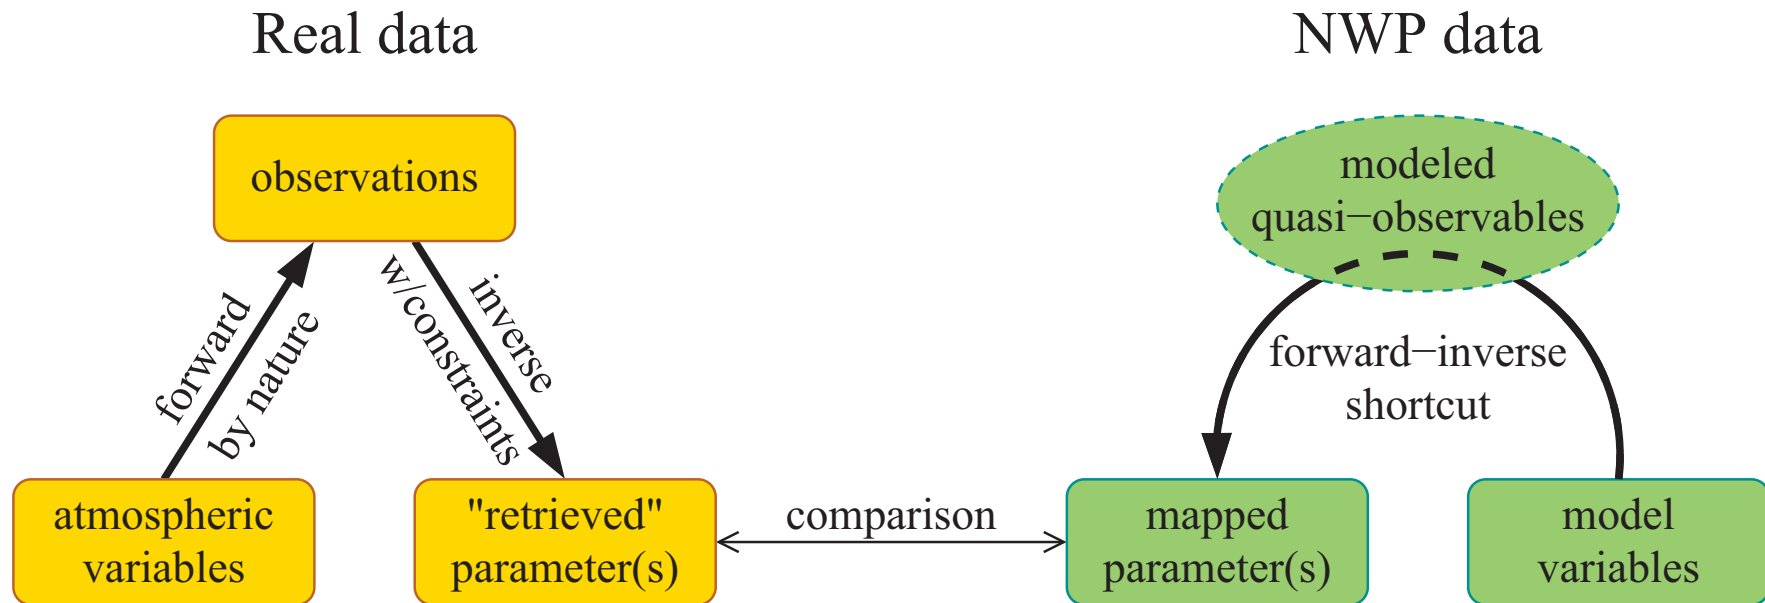 Real data
NWP data
observations
modeled
quasi−observables
forward
by nature
inverse
w/constraints
forward−inverse
shortcut
atmospheric
variables
"retrieved"
parameter(s)
comparison
mapped
parameter(s)
model
variables